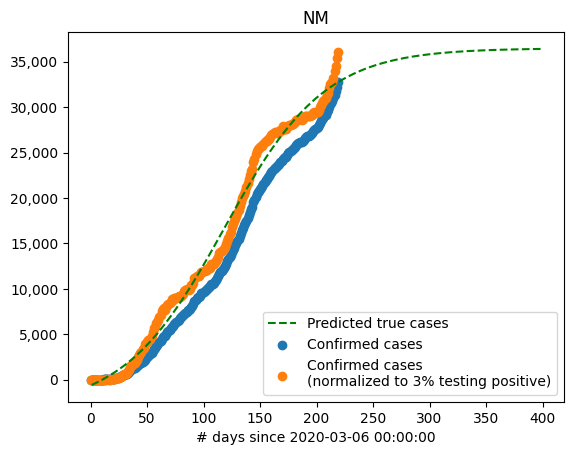 NM
35,000
30,000
25,000
20,000
15,000
10,000
5,000
0
Predicted true cases
Confirmed cases
Confirmed cases
(normalized to 3% testing positive)
0 50 100 150 200 250 300 350 400
# days since 2020-03-06 00:00:00